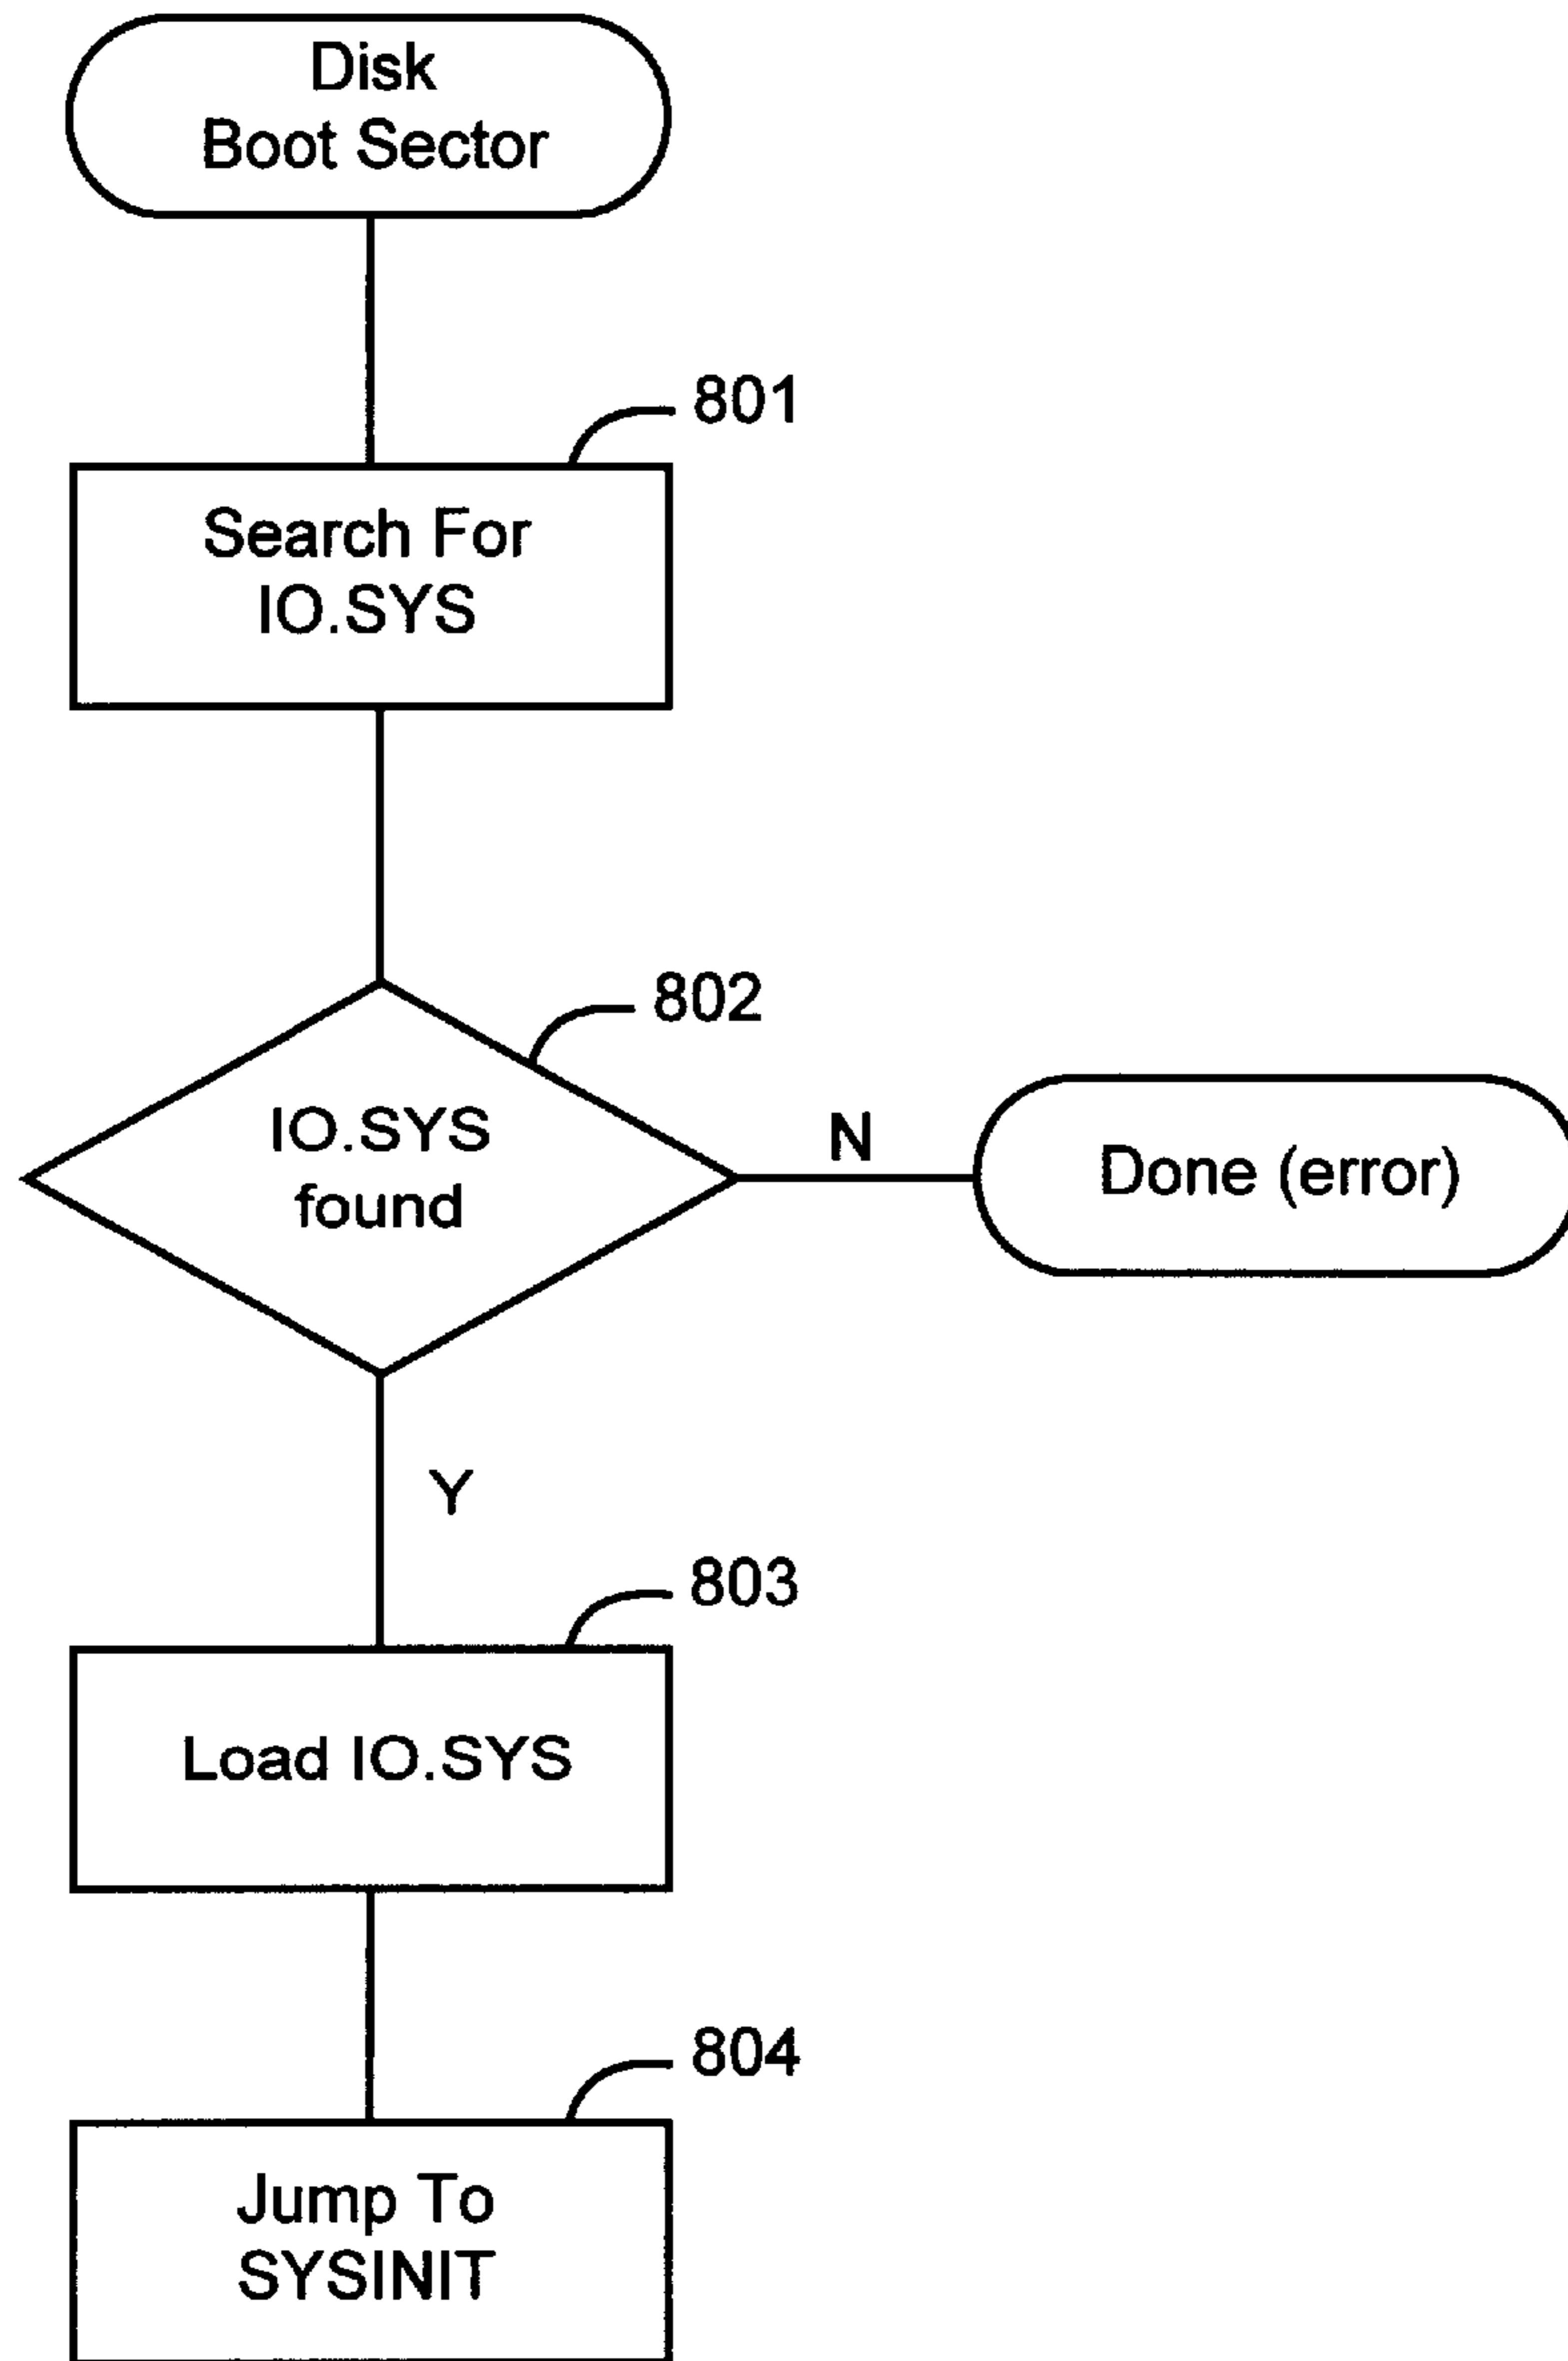 Disk
Boot Sector
801
Search For
IO.SYS
802
IO.SYS
found
N
Done (error)
Y
803
Load IO.SYS
804
Jump To
SYSINIT